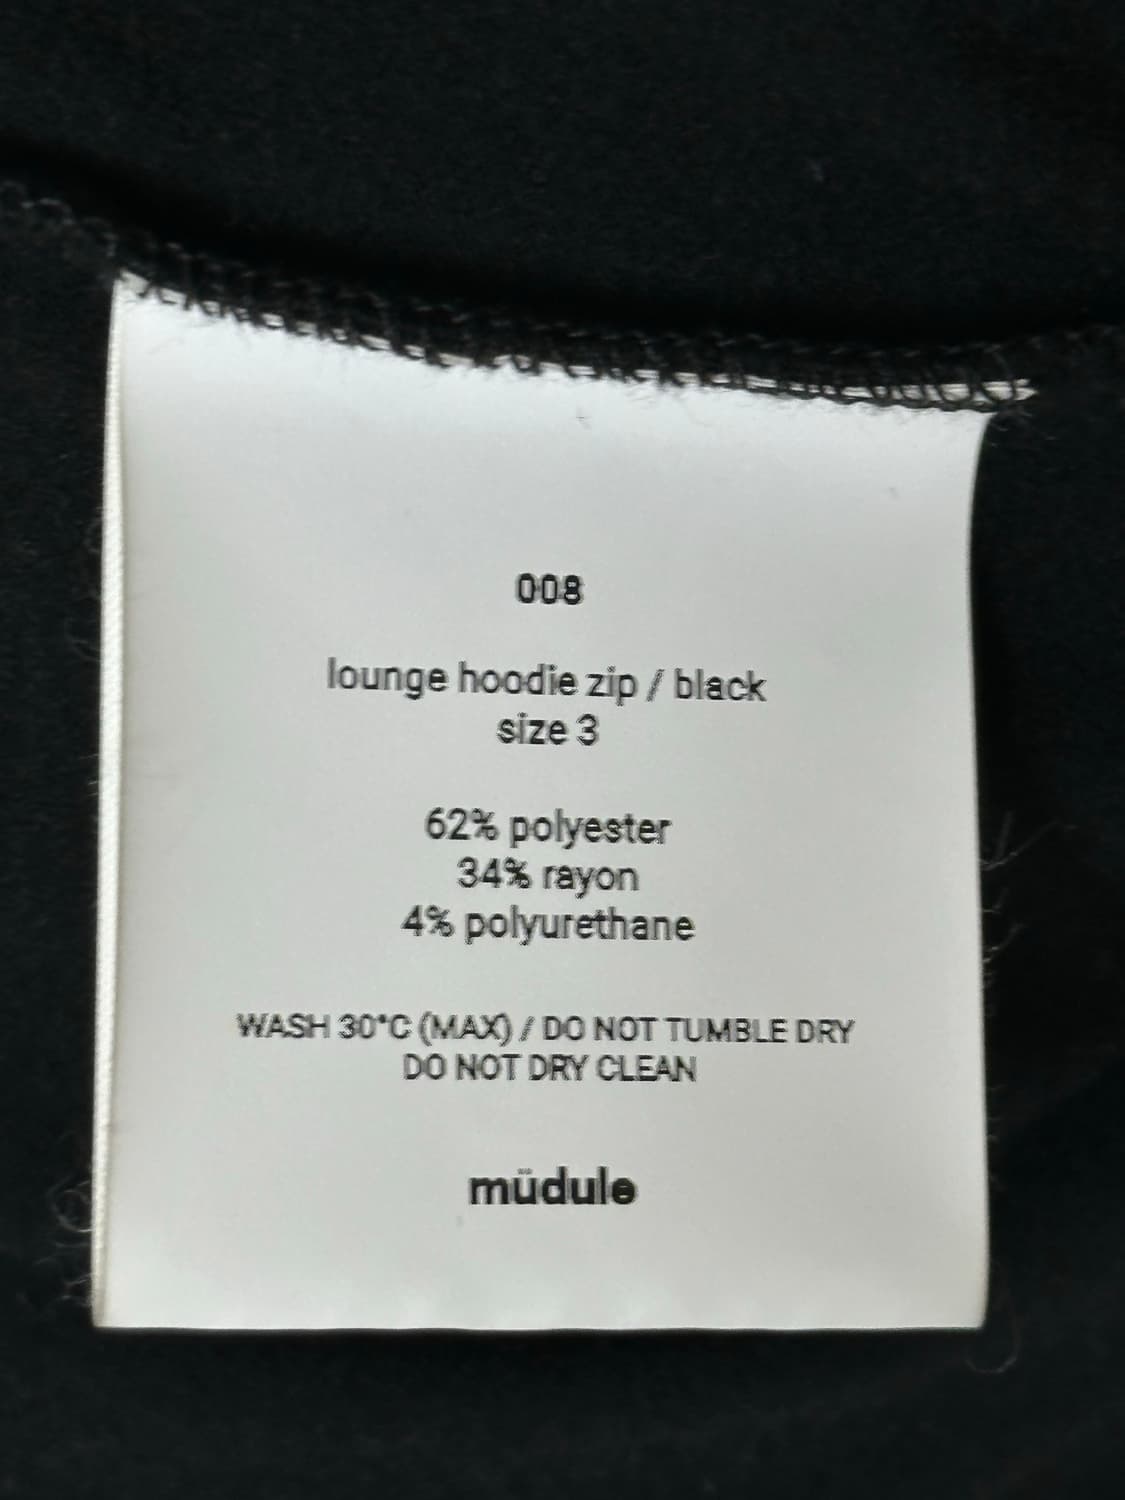 008
lounge hoodie zip / black
size 3
62% polyester
34% rayon
4% polyurethane
WASH 30°C (MAX) / DO NOT TUMBLE DRY
DO NOT DRY CLEAN
müdule